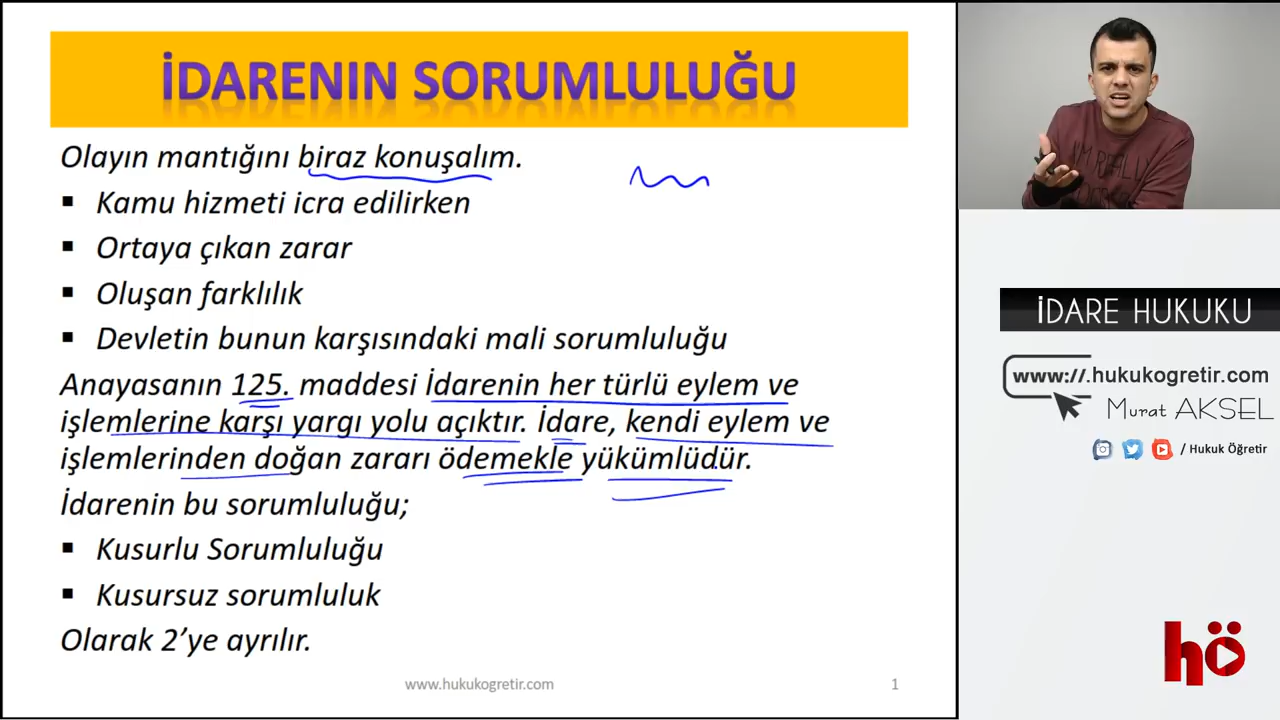 İDARENIN SORUMLULUĞU
Olayın mantığını biraz konuşalım.
▪ Kamu hizmeti icra edilirken
▪ Ortaya çıkan zarar
▪ Oluşan farklılık
▪ Devletin bunun karşısındaki mali sorumluluğu
Anayasanın 125. maddesi İdarenin her türlü eylem ve
işlemlerine karşı yargı yolu açıktır. İdare, kendi eylem ve
işlemlerinden doğan zararı ödemekle yükümlüdür.
İdarenin bu sorumluluğu;
▪ Kusurlu Sorumluluğu
▪ Kusursuz sorumluluk
Olarak 2’ye ayrılır.
www.hukukogretir.com
1
I'M REALLY
İDARE HUKUKU
www://.hukukogretir.com
Murat AKSEL
/ Hukuk Öğretir
hö